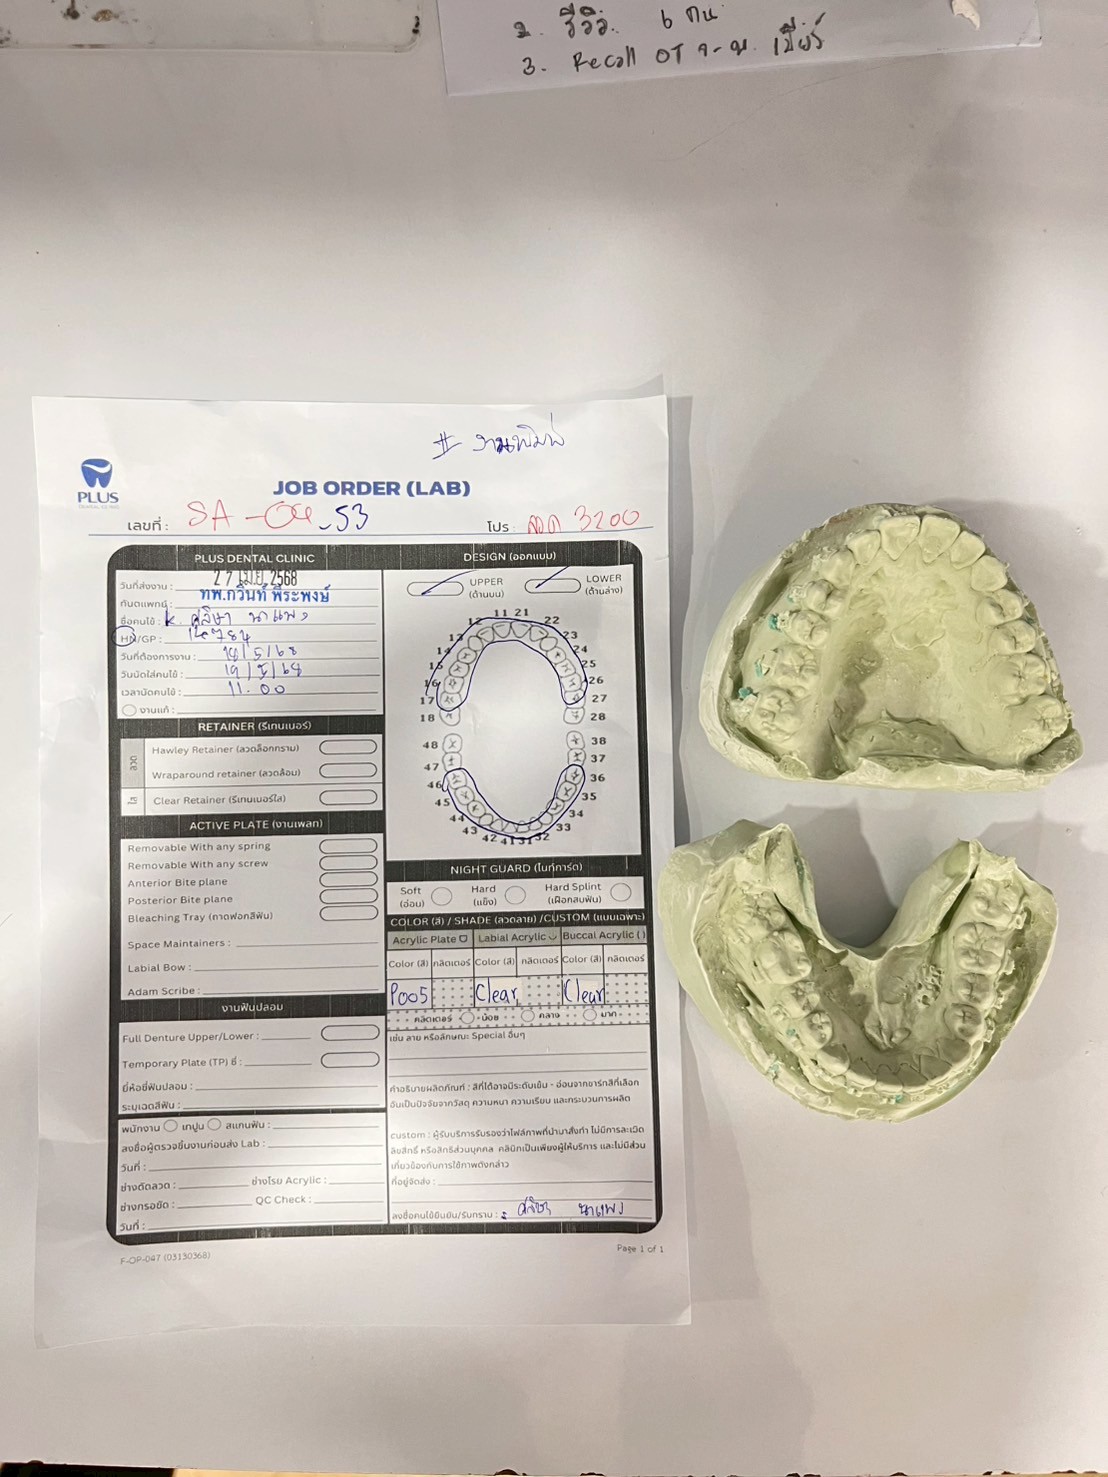 2. รีวิว. 6 คน
3. Recall OT
# งานพิมพ์
PLUS
JOB ORDER (LAB)
เลขที่ : SA-04-53
โปร : ลวด 3200
PLUS DENTAL CLINIC
วันที่ส่งงาน : 27 เม.ย. 2568
ทันตแพทย์ : ทพ.กวินท์ พีระพงษ์
ชื่อคนไข้ : K.
HN/GP :
วันที่ต้องการงาน : 18/5/68
วันนัดใส่คนไข้ : 19/5/68
เวลานัดคนไข้ : 11.00
งานแก้ :
RETAINER (รีเทนเนอร์)
ลวด
Hawley Retainer (ลวดล็อกกราม)
Wraparound retainer (ลวดล้อม)
ใส
Clear Retainer (รีเทนเนอร์ใส)
ACTIVE PLATE (งานเพลท)
Removable With any spring
Removable With any screw
Anterior Bite plane
Posterior Bite plane
Bleaching Tray (ถาดฟอกสีฟัน)
Space Maintainers :
Labial Bow :
Adam Scribe :
งานฟันปลอม
Full Denture Upper/Lower :
Temporary Plate (TP) ซี่ :
ยี่ห้อซี่ฟันปลอม :
ระบุเฉดสีฟัน :
พนักงาน เทปูน สแกนฟัน :
ลงชื่อผู้ตรวจชิ้นงานก่อนส่ง Lab :
วันที่ :
ช่างดัดลวด : ช่างโรย Acrylic :
ช่างกรอขัด : QC Check :
วันที่ :
F-OP-047 (03130368)
DESIGN (ออกแบบ)
UPPER (ด้านบน)
LOWER (ด้านล่าง)
11 21
12 22
13 23
14 24
15 25
16 26
17 27
18 28
48 38
47 37
46 36
45 35
44 34
43 33
42 41 31 32
NIGHT GUARD (ไนท์การ์ด)
Soft (อ่อน)
Hard (แข็ง)
Hard Splint (เฝือกสบฟัน)
COLOR (สี) / SHADE (ลวดลาย) /CUSTOM (แบบเฉพาะ)
Acrylic Plate Labial Acrylic Buccal Acrylic ( )
Color (สี) กลิตเตอร์ Color (สี) กลิตเตอร์ Color (สี) กลิตเตอร์
P005 Clear Clear
กลิตเตอร์ น้อย กลาง มาก
เช่น ลาย หรือลักษณะ Special อื่นๆ
คำอธิบายผลิตภัณฑ์ : สีที่ได้อาจมีระดับเข้ม - อ่อนจากชาร์ทสีที่เลือก
อันเป็นปัจจัยจากวัสดุ ความหนา ความเรียบ และกระบวนการผลิต
custom : ผู้รับบริการรับรองว่าไฟล์ภาพที่นำมาสั่งทำ ไม่มีการละเมิด
ลิขสิทธิ์ หรือสิทธิส่วนบุคคล คลินิกเป็นเพียงผู้ให้บริการ และไม่มีส่วน
เกี่ยวข้องกับการใช้ภาพดังกล่าว
ที่อยู่จัดส่ง :
ลงชื่อคนไข้ยืนยัน/รับทราบ :
Page 1 of 1